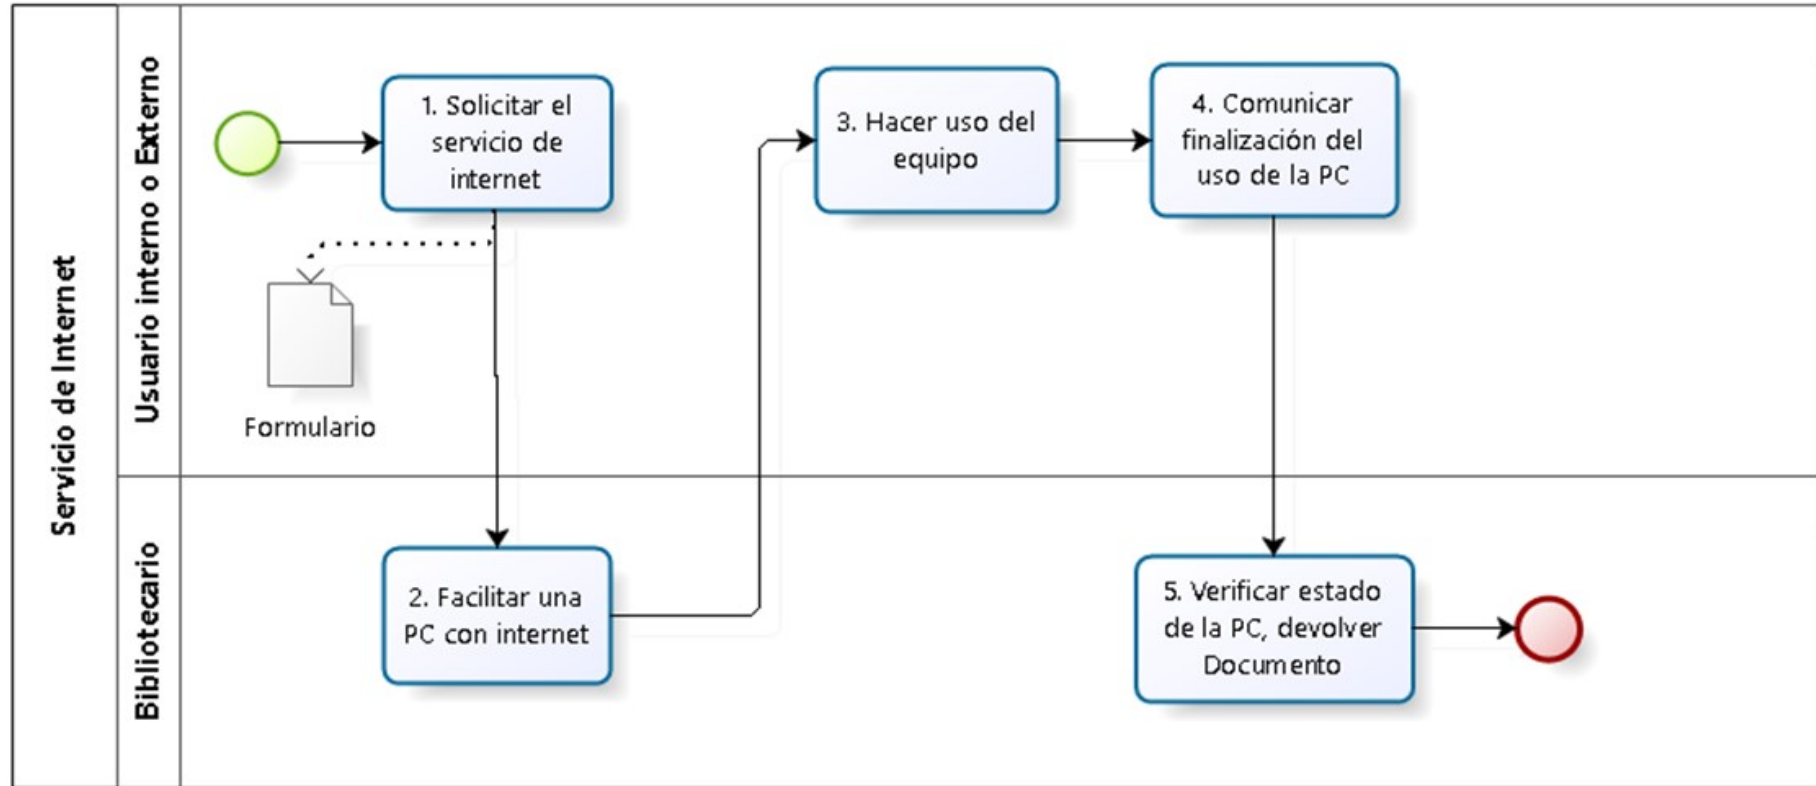 Servicio de Internet
Usuario interno o Externo
1. Solicitar el
servicio de
internet
Formulario
3. Hacer uso del
equipo
4. Comunicar
finalización del
uso de la PC
Bibliotecario
2. Facilitar una
PC con internet
5. Verificar estado
de la PC, devolver
Documento